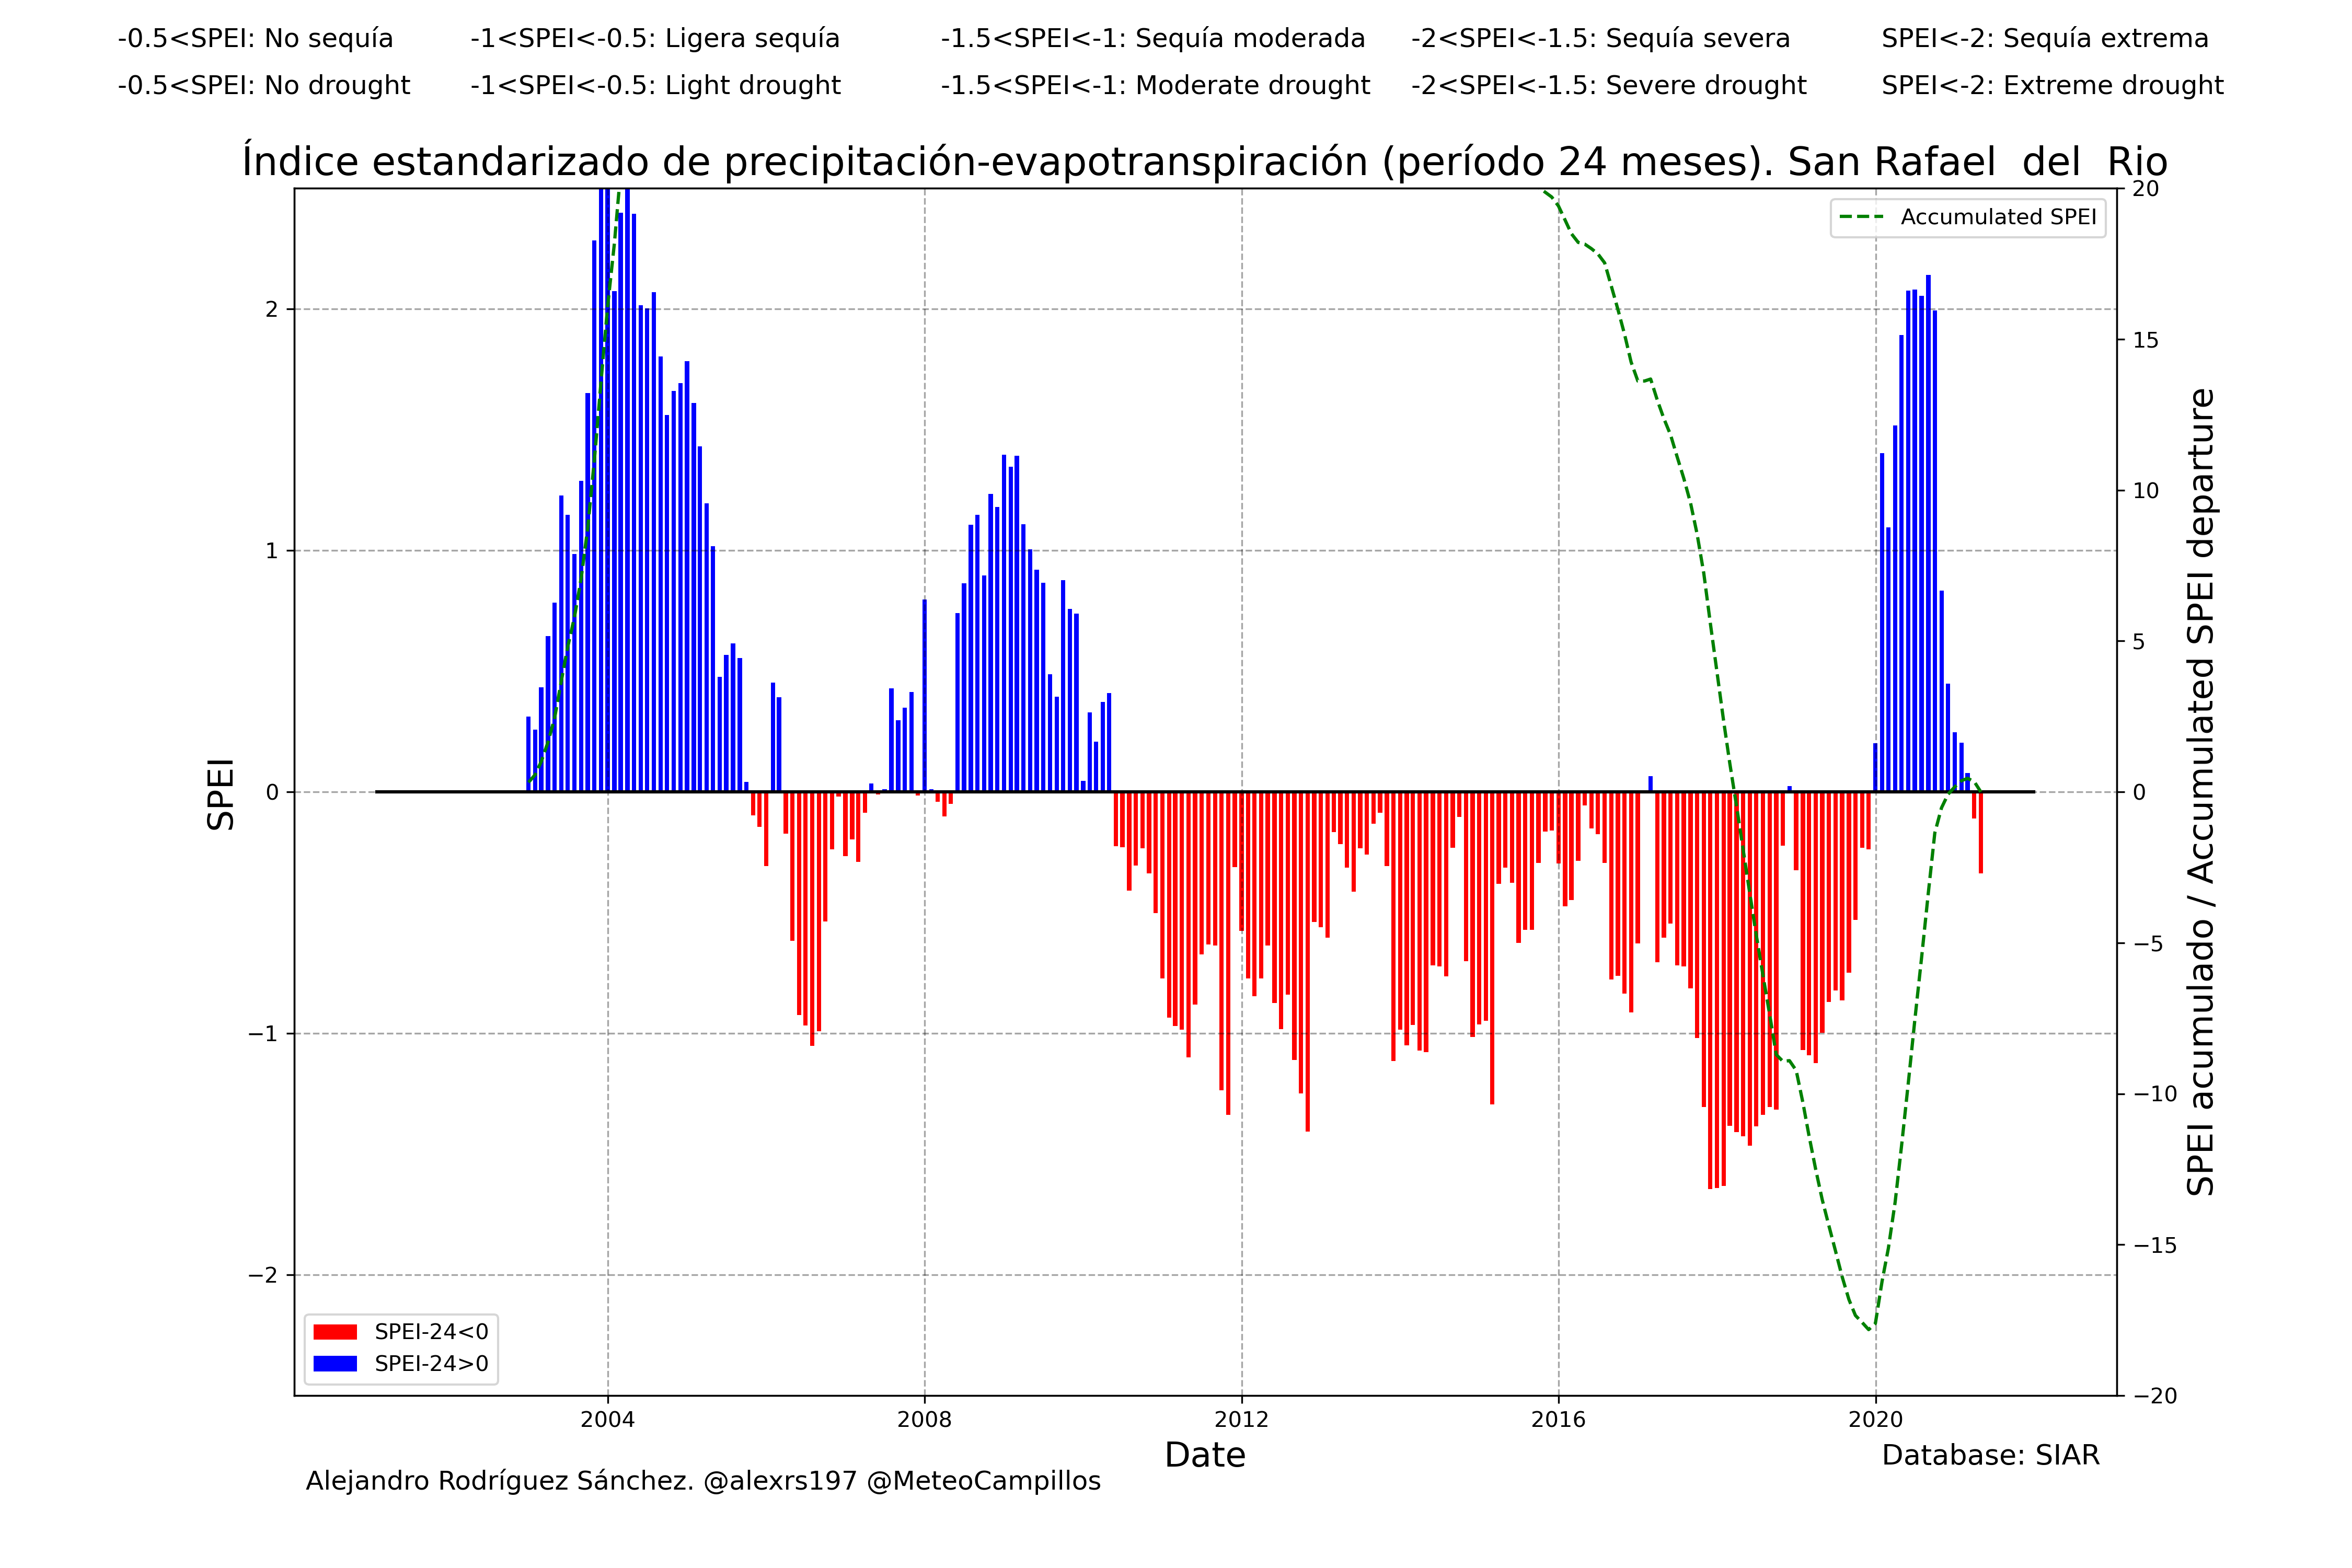 -0.5<SPEI: No sequía -1<SPEI<-0.5: Ligera sequía -1.5<SPEI<-1: Sequía moderada -2<SPEI<-1.5: Sequía severa SPEI<-2: Sequía extrema
-0.5<SPEI: No drought -1<SPEI<-0.5: Light drought -1.5<SPEI<-1: Moderate drought -2<SPEI<-1.5: Severe drought SPEI<-2: Extreme drought
Índice estandarizado de precipitación-evapotranspiración (período 24 meses). San Rafael  del  Rio
Accumulated SPEI
SPEI
2
1
0
−1
−2
20
15
10
5
0
−5
−10
−15
−20
SPEI acumulado / Accumulated SPEI departure
SPEI-24<0
SPEI-24>0
2004 2008 2012 2016 2020
Date
Database: SIAR
Alejandro Rodríguez Sánchez. @alexrs197 @MeteoCampillos